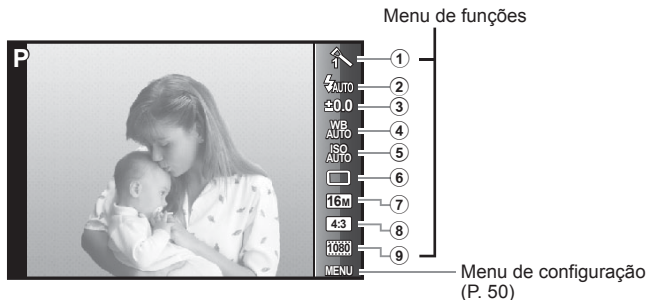 Menu de funções
P
1
AUTO 2
±0.0 3
WB AUTO 4
ISO AUTO 5
6
16M 7
4:3 8
1080 9
MENU
Menu de configuração
(P. 50)